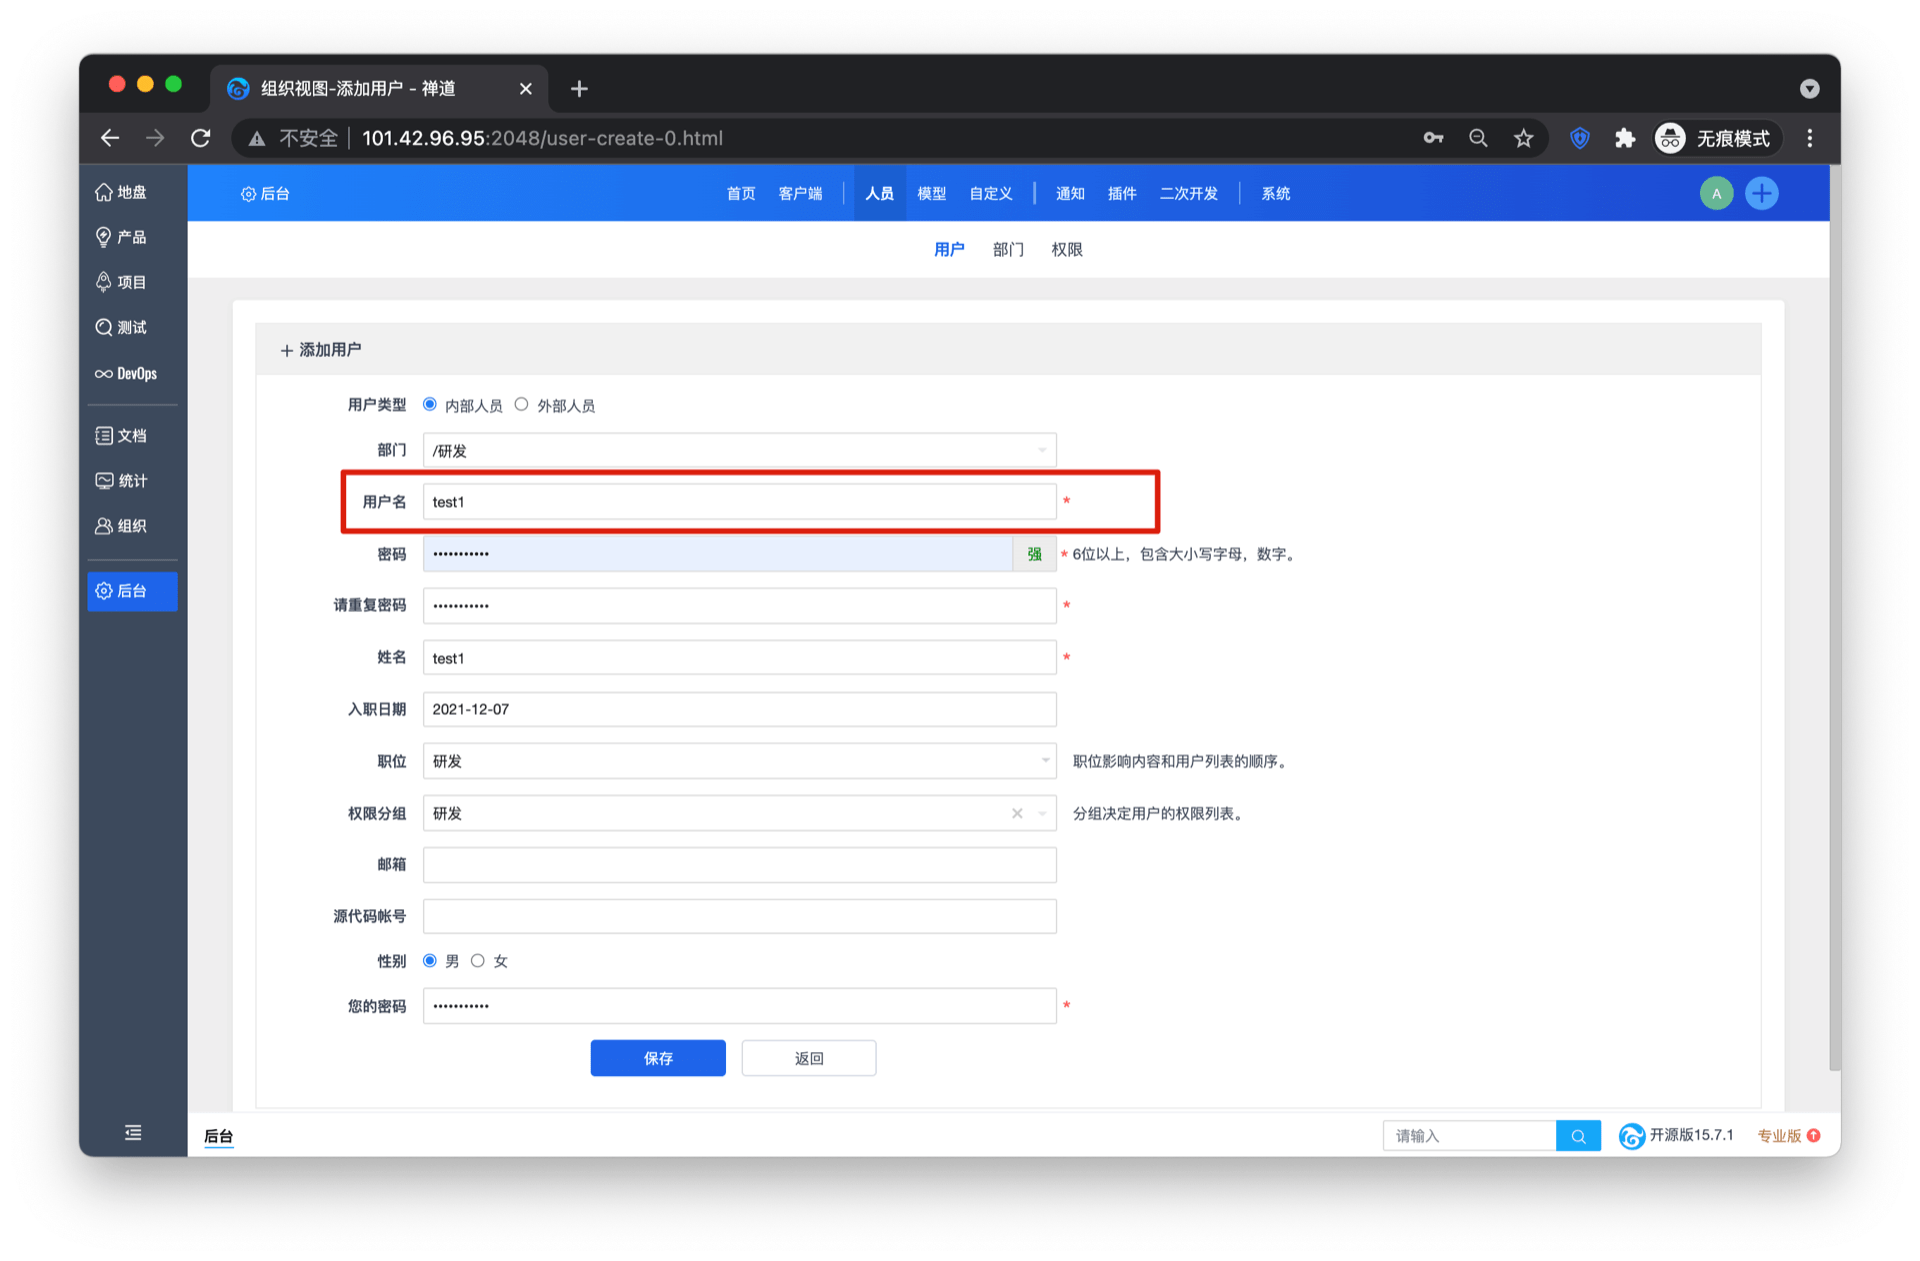 组织视图-添加用户 - 禅道
不安全 101.42.96.95:2048/user-create-0.html 无痕模式
地盘
产品
项目
测试
DevOps
文档
统计
组织
后台
后台 首页 客户端 人员 模型 自定义 通知 插件 二次开发 系统 A
用户 部门 权限
添加用户
用户类型 内部人员 外部人员
部门 /研发
用户名 test1 *
密码 ••••••••••• 强 * 6位以上，包含大小写字母，数字。
请重复密码 ••••••••••• *
姓名 test1 *
入职日期 2021-12-07
职位 研发 职位影响内容和用户列表的顺序。
权限分组 研发 分组决定用户的权限列表。
邮箱
源代码帐号
性别 男 女
您的密码 ••••••••••• *
保存 返回
后台 请输入 开源版15.7.1 专业版